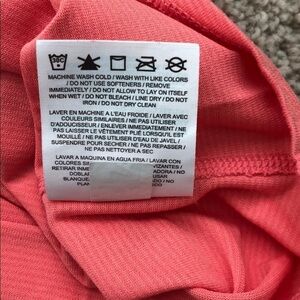 MACHINE WASH COLD / WASH WITH LIKE COLORS
/ DO NOT USE SOFTENERS / REMOVE
IMMEDIATELY / DO NOT ALLOW TO LAY ON ITSELF
WHEN WET / DO NOT BLEACH / LINE DRY / DO NOT
IRON / DO NOT DRY CLEAN
LAVER EN MACHINE A L'EAU FROIDE / LAVER AVEC
COULEURS SIMILAIRES / NE PAS UTILISER
D'ADOUCISSEUR / ENLEVER IMMEDIATEMENT / NE
PAS LAISSER LE VÊTEMENT PLIÉ LORSQU'IL EST
MOUILLÉ / NE PAS UTILISER D'EAU DE JAVEL /
SUSPENDRE POUR SECHER / NE PAS REPASSER /
NE PAS NETTOYER A SEC
LAVAR A MAQUINA EN AGUA FRIA / LAVAR CON
COLORES
RETIRAR